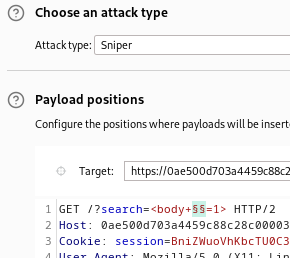 Choose an attack type
Attack type: Sniper
Payload positions
Configure the positions where payloads will be insert
Target: https://0ae500d703a4459c88c2
1 GET /?search=<body+§§=1> HTTP/2
2 Host: 0ae500d703a4459c88c00003
3 Cookie: session=BniZWuoVhKbcTU0C3
4 User-Agent: Mozilla/5.0 (X11; Lin